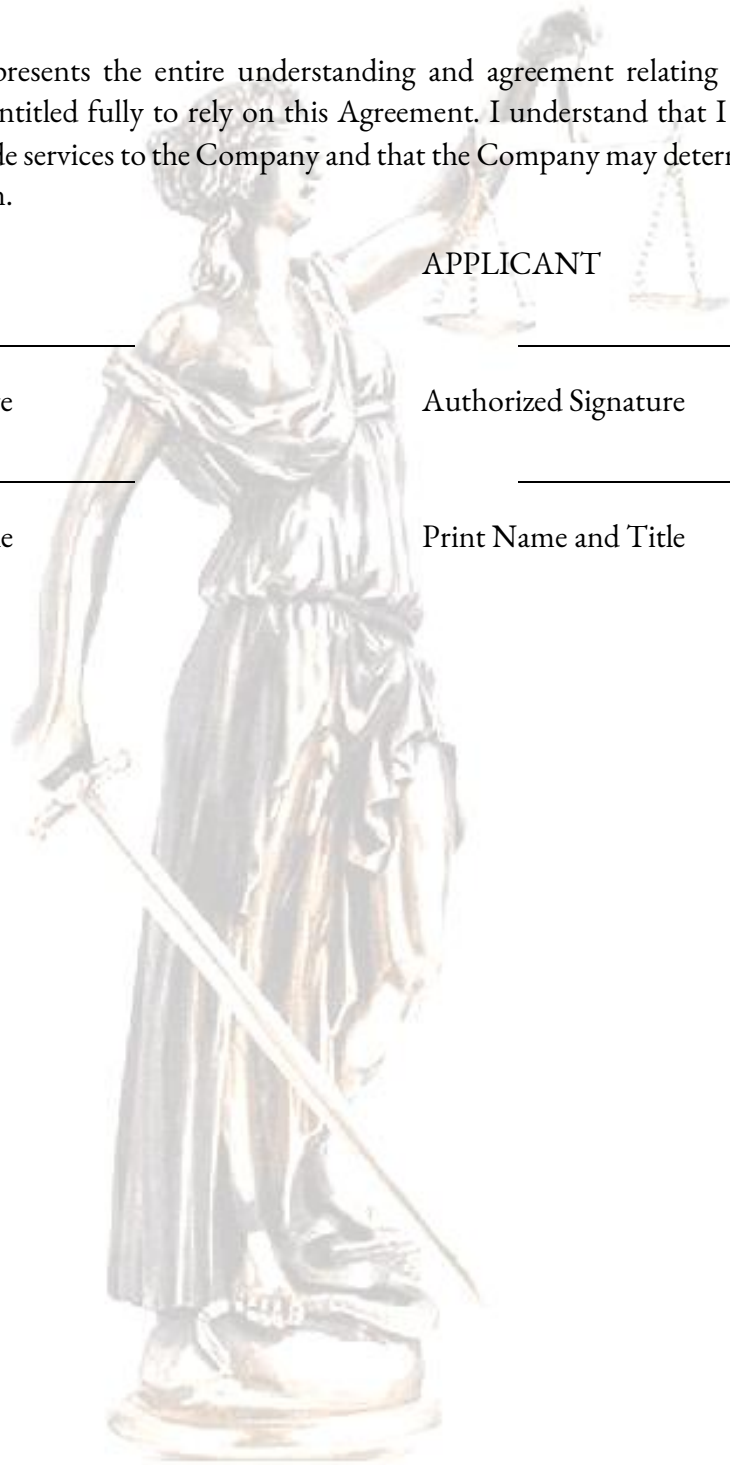 presents the entire understanding and agreement relating
ntitled fully to rely on this Agreement. I understand that I
de services to the Company and that the Company may deter
n.
APPLICANT
e Authorized Signature
e Print Name and Title